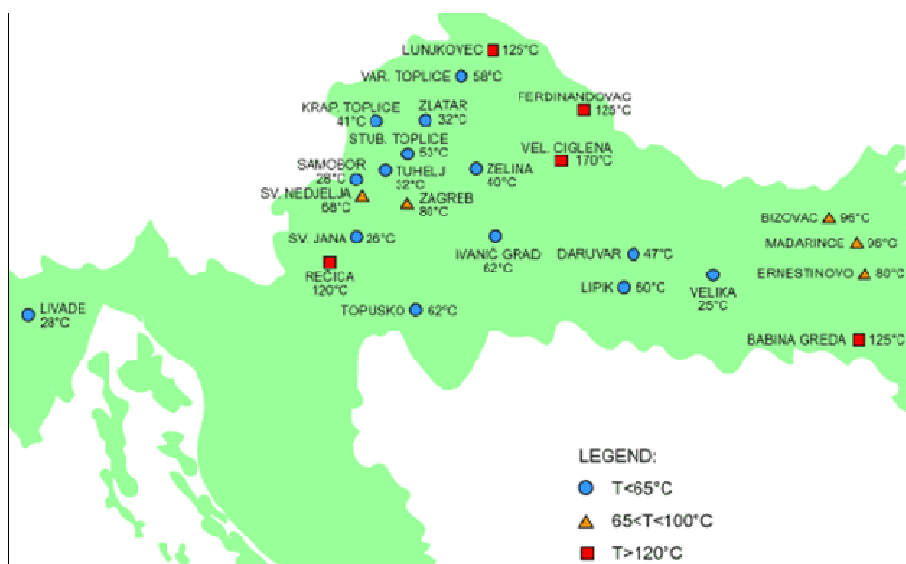 LUNJKOVEC 125°C
VAR. TOPLICE 58°C
FERDINANDOVAC
125°C
KRAP. TOPLICE
41°C
ZLATAR
32°C
STUB. TOPLICE
53°C
VEL. CIGLENA
170°C
SAMOBOR
28°C
TUHELJ
32°C
ZELINA
40°C
SV. NEDJELJA
68°C
ZAGREB
80°C
BIZOVAC 96°C
SV. JANA 26°C
IVANIĆ GRAD
62°C
DARUVAR 47°C
MADARINCE 96°C
REČICA
120°C
LIPIK 60°C
VELIKA
25°C
ERNESTINOVO 80°C
LIVADE
28°C
TOPUSKO 62°C
BABINA GREDA 125°C
LEGEND:
T<65°C
65<T<100°C
T>120°C